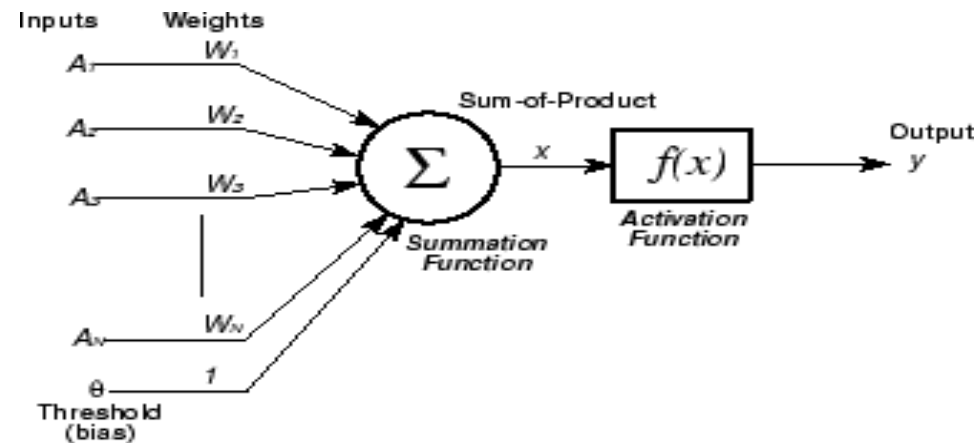 Inputs Weights
A₁ W₁
Sum-of-Product
A₂ W₂
Output
Σ x f(x) y
A₃ W₃
Activation
Function
Summation
Function
Aₙ Wₙ
θ 1
Threshold
(bias)